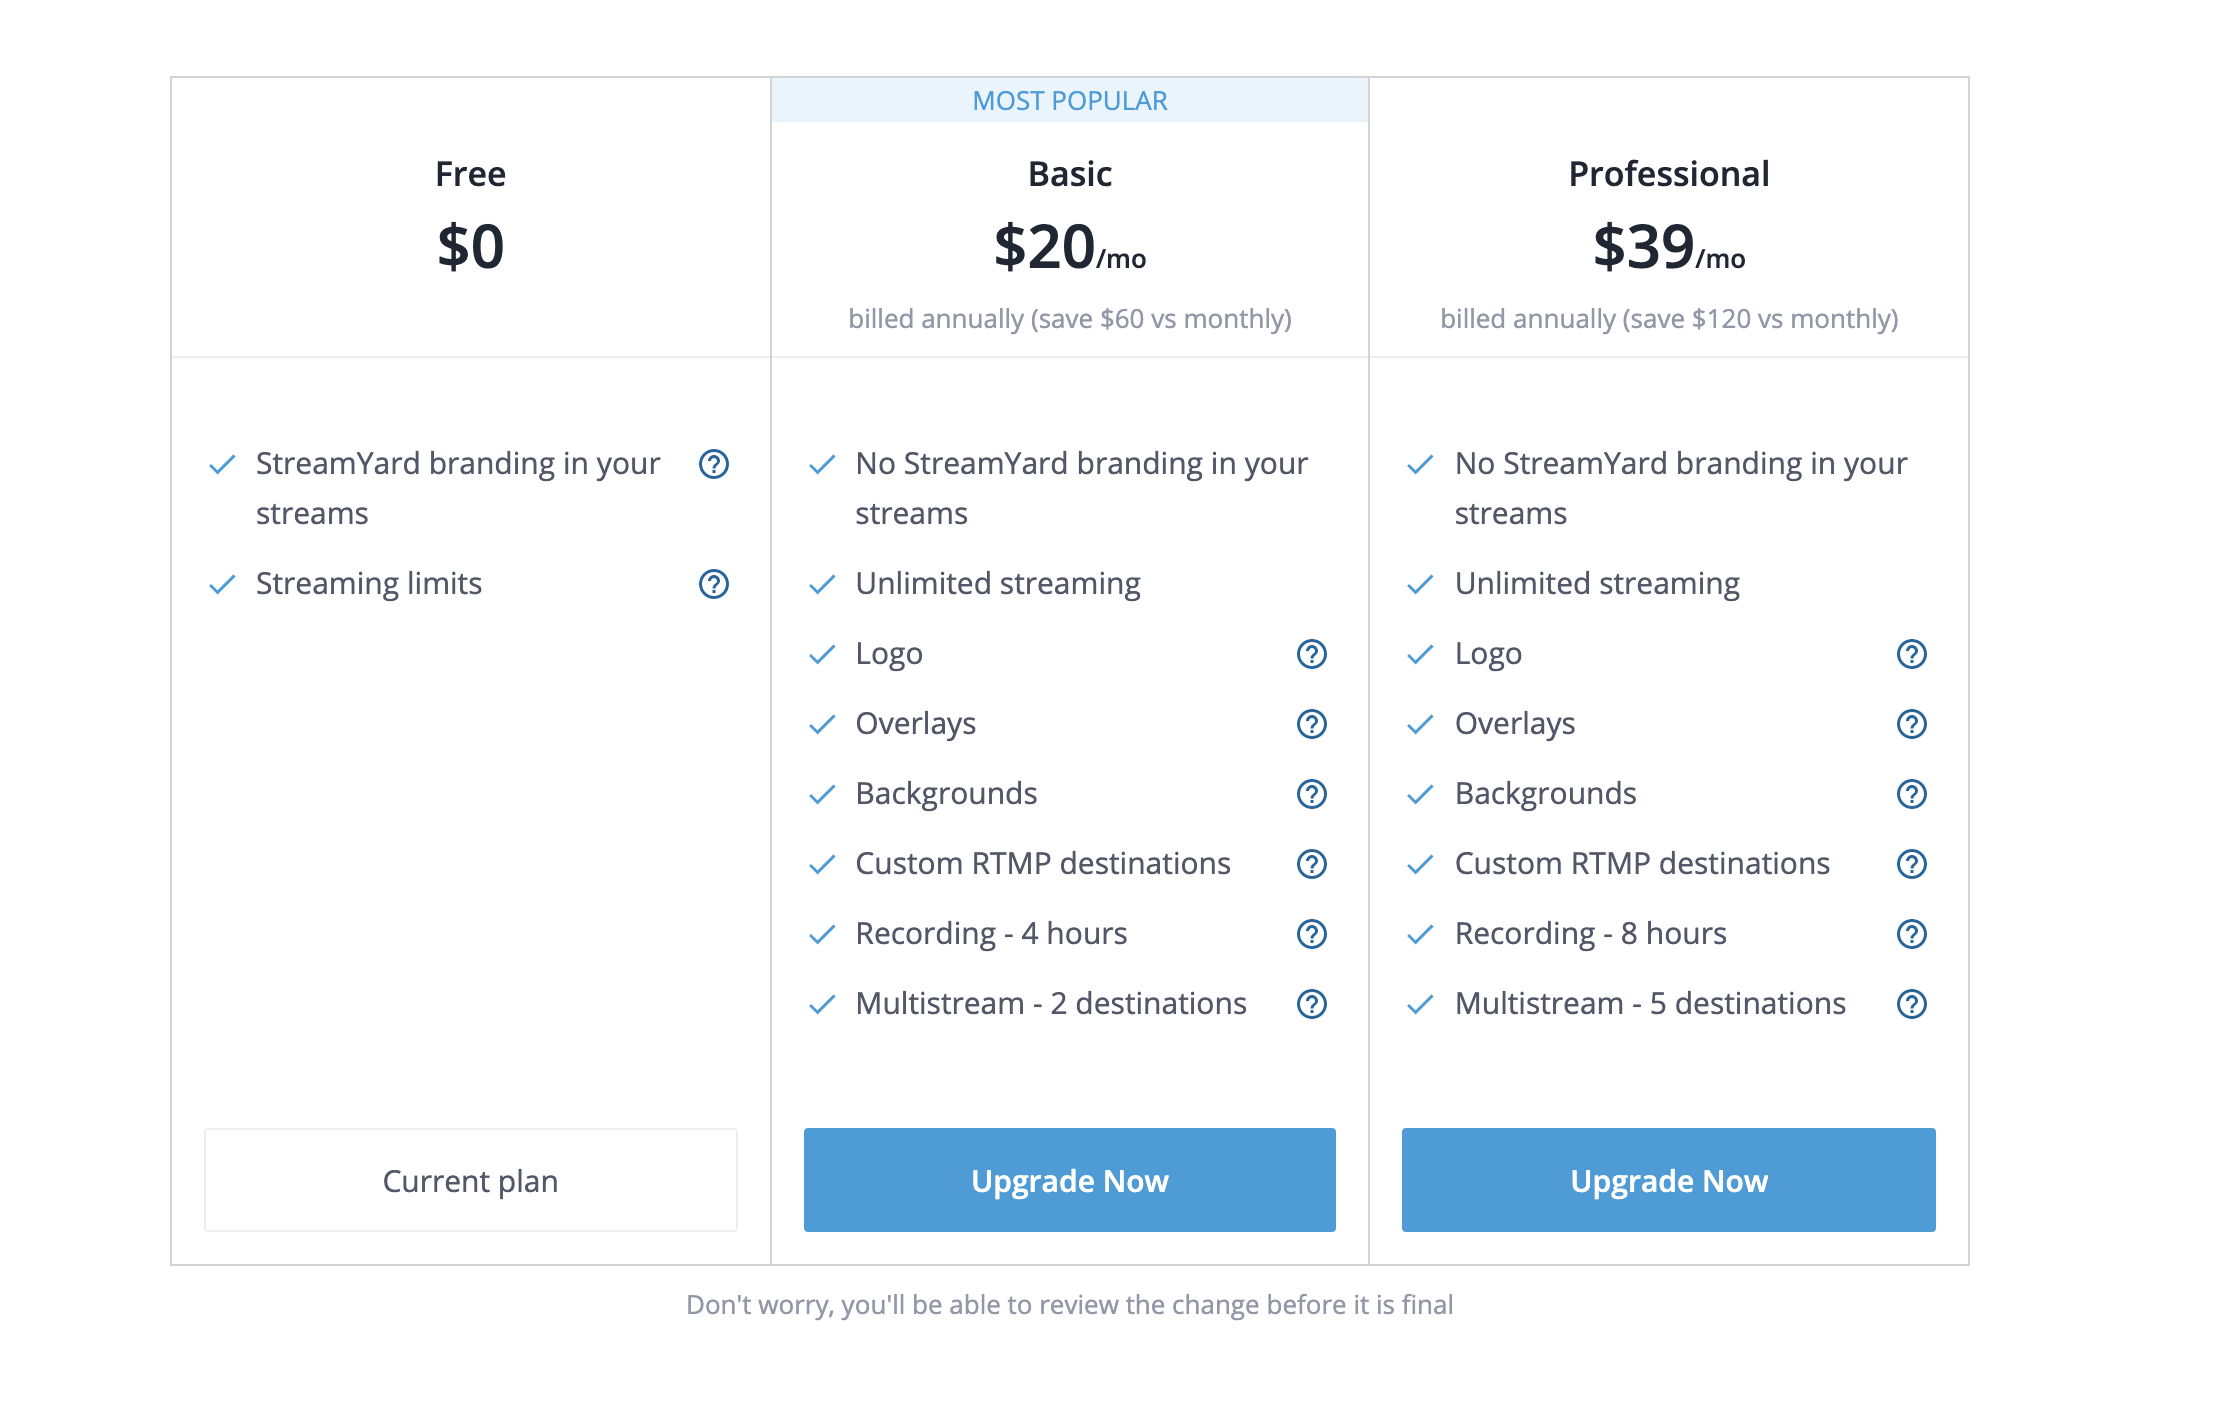 Free
$0
StreamYard branding in your
streams
Streaming limits
Current plan
MOST POPULAR
Basic
$20/mo
billed annually (save $60 vs monthly)
No StreamYard branding in your
streams
Unlimited streaming
Logo
Overlays
Backgrounds
Custom RTMP destinations
Recording - 4 hours
Multistream - 2 destinations
Upgrade Now
Professional
$39/mo
billed annually (save $120 vs monthly)
No StreamYard branding in your
streams
Unlimited streaming
Logo
Overlays
Backgrounds
Custom RTMP destinations
Recording - 8 hours
Multistream - 5 destinations
Upgrade Now
Don't worry, you'll be able to review the change before it is final